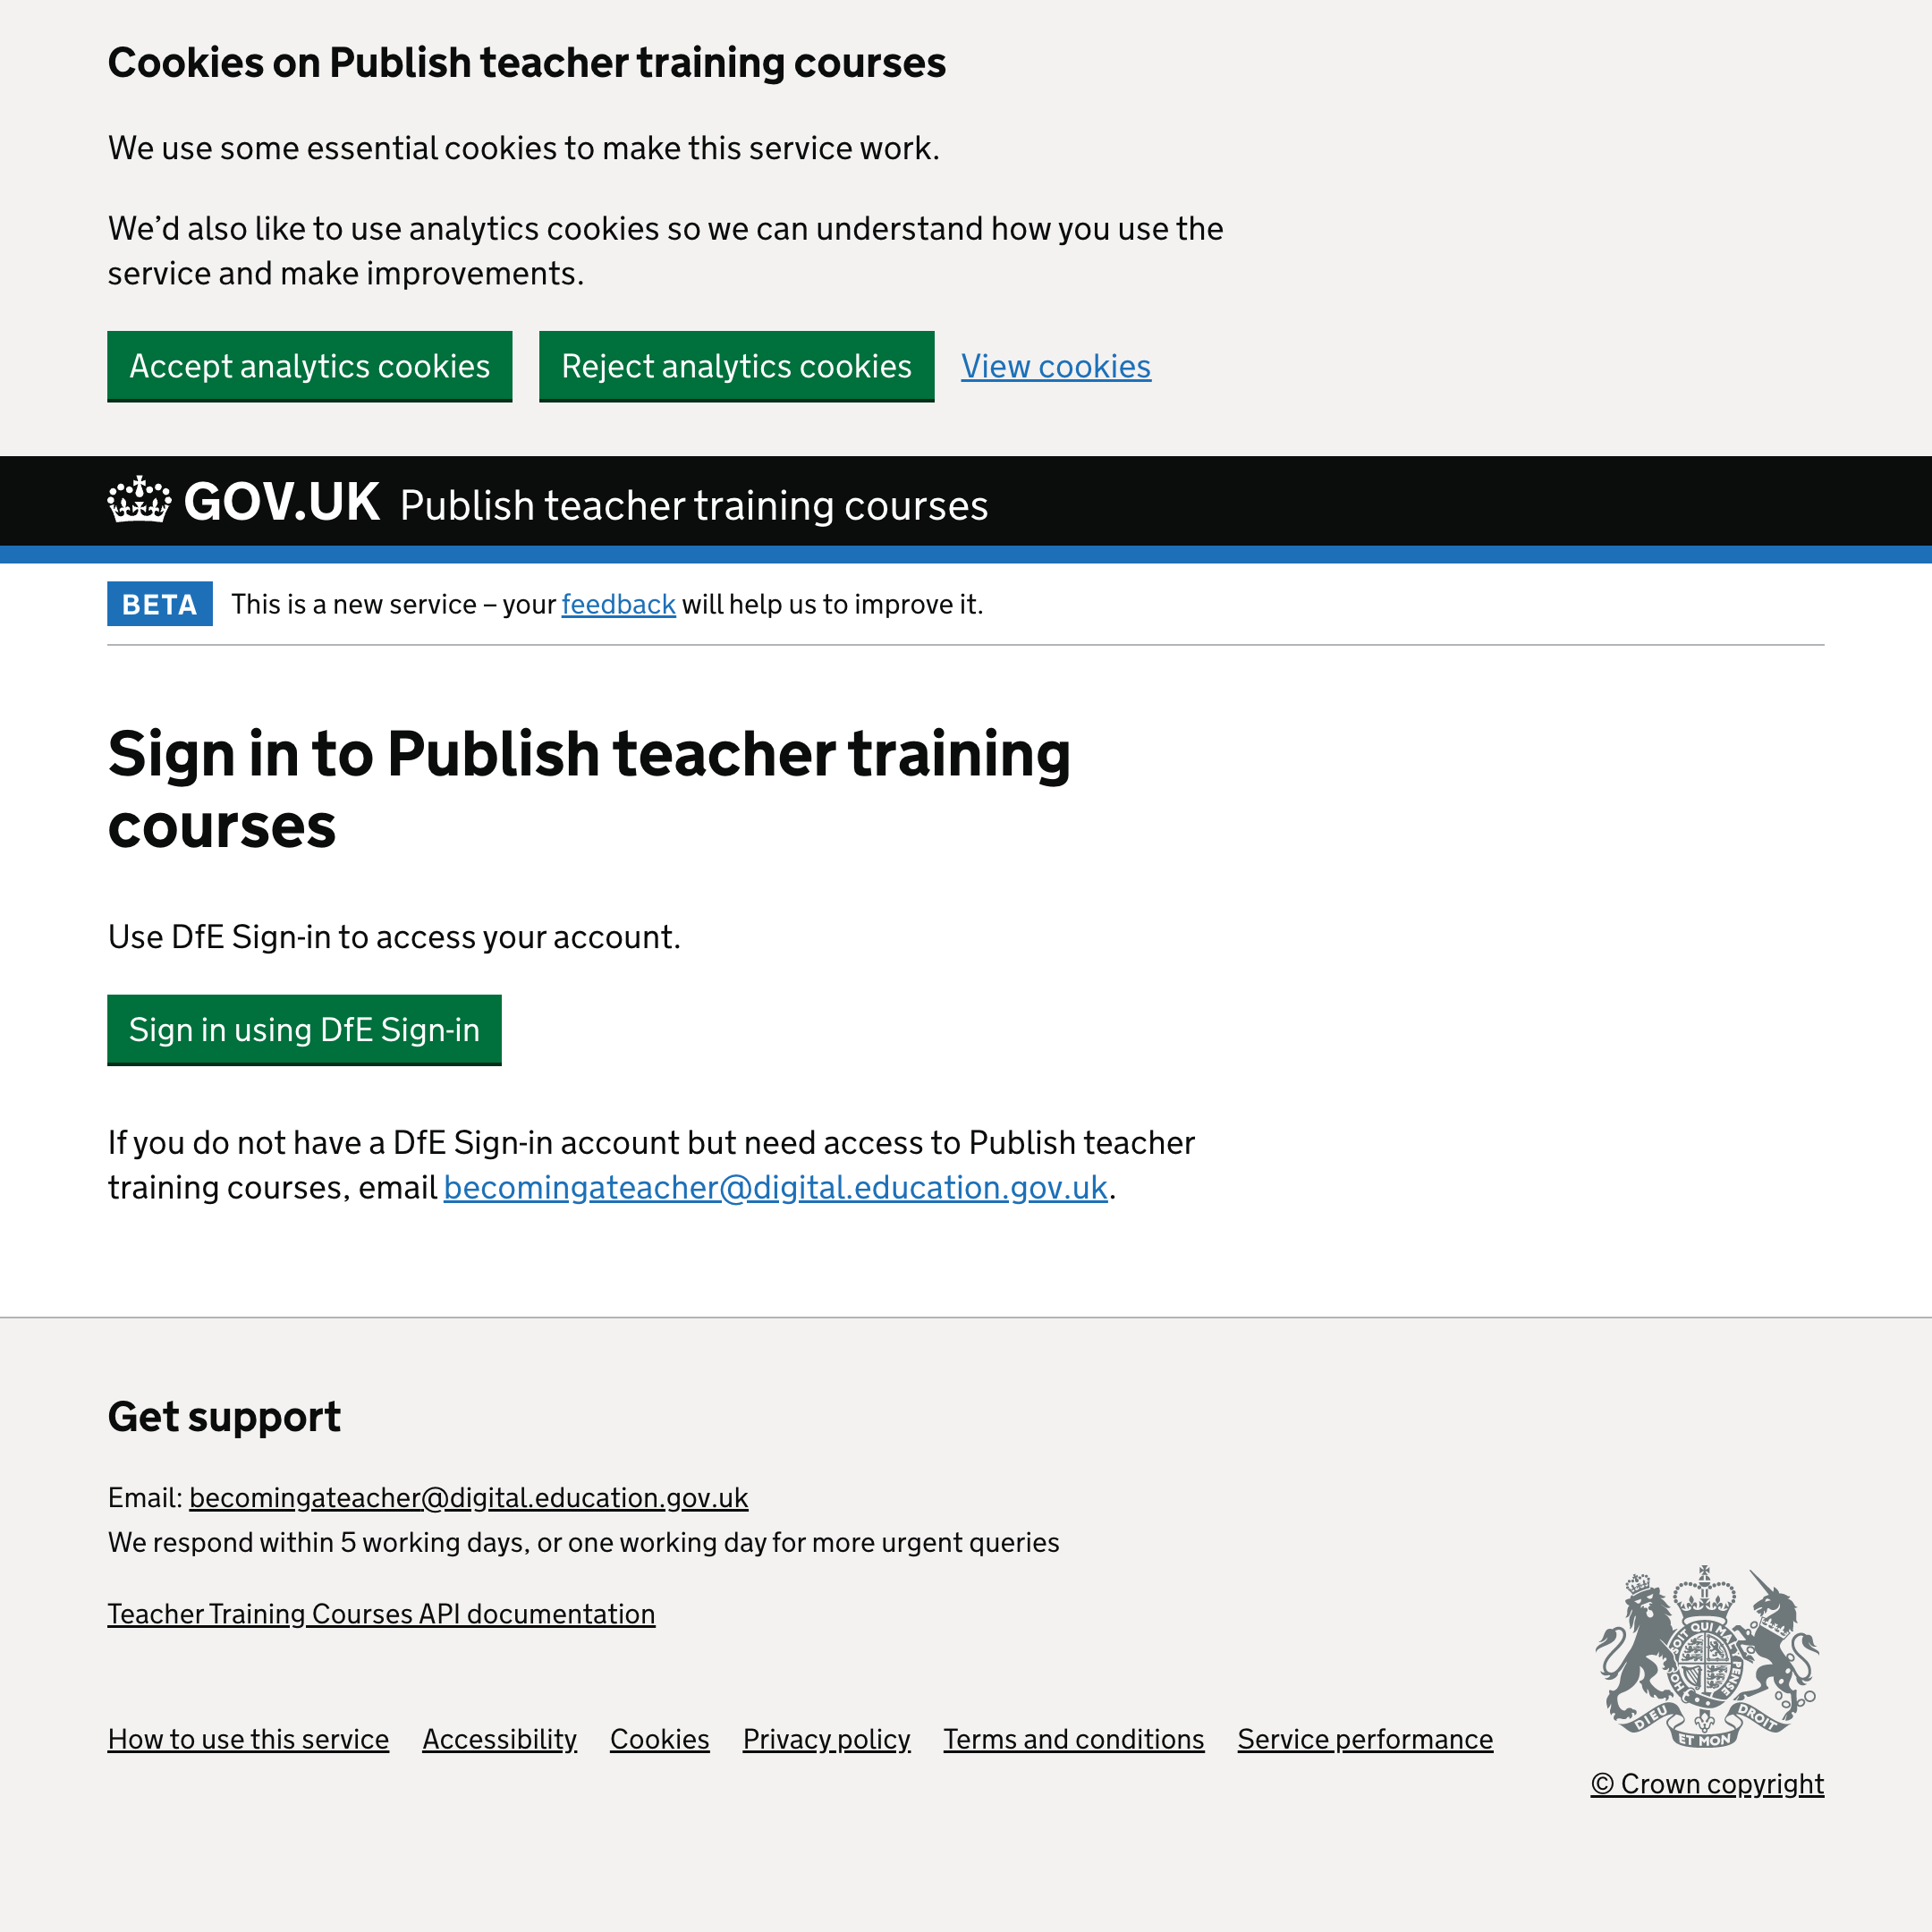 Cookies on Publish teacher training courses
We use some essential cookies to make this service work.
We’d also like to use analytics cookies so we can understand how you use the
service and make improvements.
Accept analytics cookies Reject analytics cookies View cookies
GOV.UK Publish teacher training courses
BETA This is a new service – your feedback will help us to improve it.
Sign in to Publish teacher training
courses
Use DfE Sign-in to access your account.
Sign in using DfE Sign-in
If you do not have a DfE Sign-in account but need access to Publish teacher
training courses, email becomingateacher@digital.education.gov.uk.
Get support
Email: becomingateacher@digital.education.gov.uk
We respond within 5 working days, or one working day for more urgent queries
Teacher Training Courses API documentation
How to use this service Accessibility Cookies Privacy policy Terms and conditions Service performance
HONI SOIT QUI MAL Y PENSE
DIEU ET MON DROIT
© Crown copyright